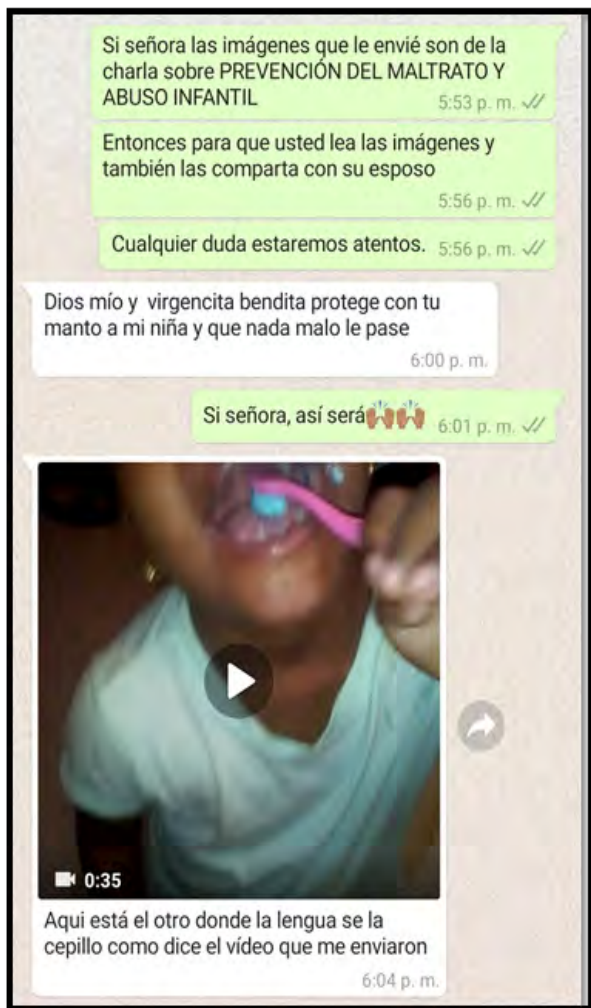 Si señora las imágenes que le envié son de la
charla sobre PREVENCIÓN DEL MALTRATO Y
ABUSO INFANTIL
5:53 p. m.
Entonces para que usted lea las imágenes y
también las comparta con su esposo
5:56 p. m.
Cualquier duda estaremos atentos. 5:56 p. m.
Dios mío y virgencita bendita protege con tu
manto a mi niña y que nada malo le pase
6:00 p. m.
Si señora, así será🙌🏾🙌🏾 6:01 p. m.
0:35
Aqui está el otro donde la lengua se la
cepillo como dice el vídeo que me enviaron
6:04 p. m.